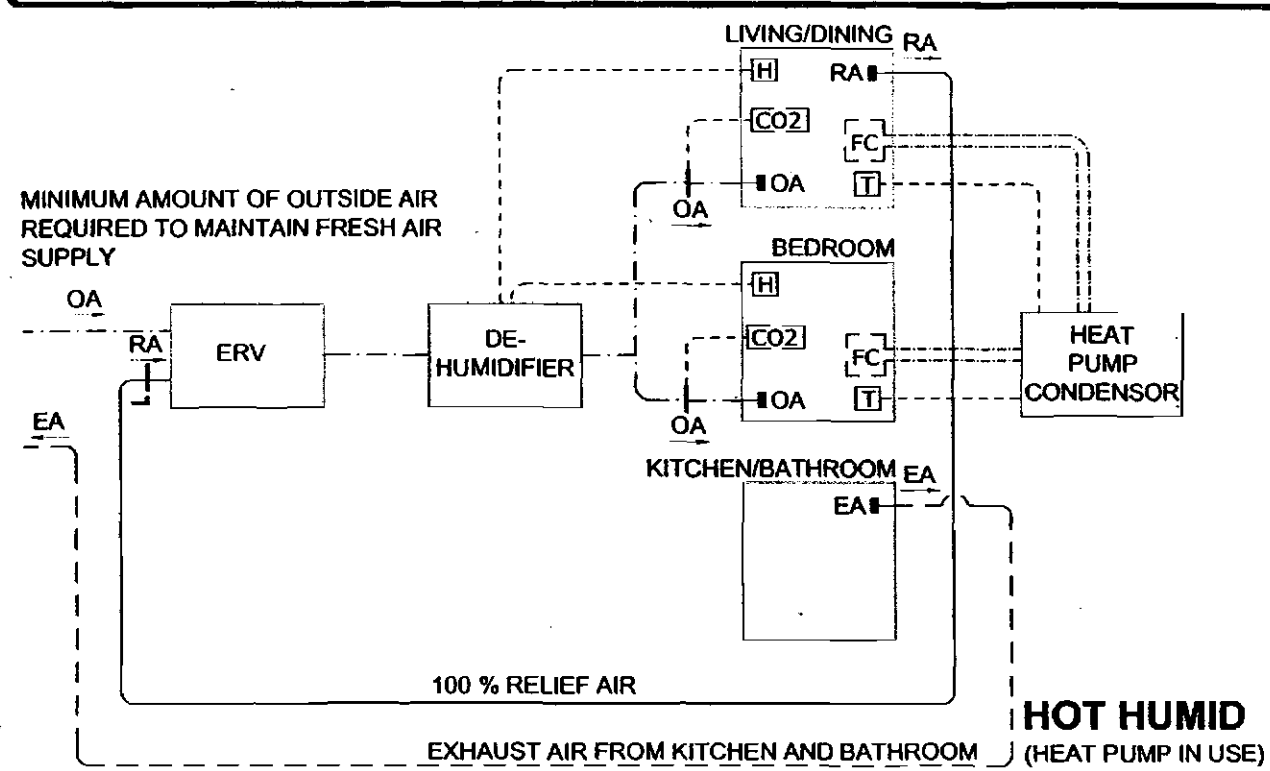 LIVING/DINING
RA
H
RA
CO2
FC
OA
T
OA
MINIMUM AMOUNT OF OUTSIDE AIR
REQUIRED TO MAINTAIN FRESH AIR
SUPPLY
OA
RA
ERV
DE-
HUMIDIFIER
BEDROOM
H
CO2
FC
OA
T
OA
HEAT
PUMP
CONDENSOR
EA
KITCHEN/BATHROOM
EA
EA
100 % RELIEF AIR
EXHAUST AIR FROM KITCHEN AND BATHROOM
HOT HUMID
(HEAT PUMP IN USE)